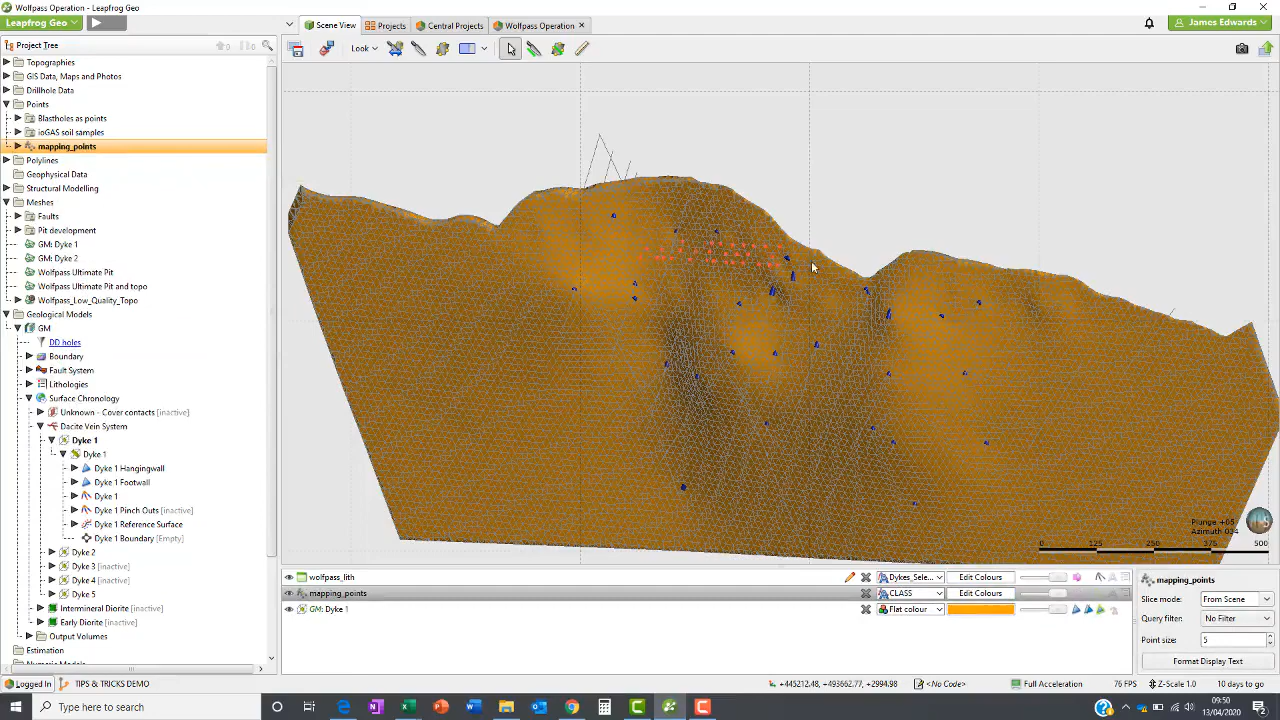 Wolfpass Operation - Leapfrog Geo
Leapfrog Geo
Scene View
Projects
Central Projects
Wolfpass Operation
James Edwards
Project Tree
Look
Topographies
GIS Data, Maps and Photos
Drillhole Data
Points
Blastholes as points
ioGAS soil samples
mapping_points
Polylines
Geophysical Data
Structural Modelling
Meshes
Faults
Pit development
GM: Dyke 1
GM: Dyke 2
Wolfpass Ultimate Pit
Wolfpass Ultimate Pit and topo
Wolfpass_Low_Quality_Topo
Geological Models
GM
DD holes
Boundary
Fault System
Lithologies
Surface Chronology
Unknown - Cover contacts [inactive]
Dacite Vein System
Dyke 1
Dyke 1
Dyke 1 Hangingwall
Dyke 1 Footwall
Dyke 1
Dyke 1 Pinch Outs [inactive]
Dyke 1 Reference Surface
Dyke 1 Boundary [Empty]
Dyke 2
Dyke 3 [inactive]
Dyke 4 [inactive]
Dyke 5
Intermineral Diorite [inactive]
Early Diorite [inactive]
Output Volumes
Estimation
Plunge +05
Azimuth 034
0 125 250 375 500
wolfpass_lith
Dykes_Sele...
Edit Colours
mapping_points
CLASS
Edit Colours
GM: Dyke 1
Flat colour
mapping_points
Slice mode: From Scene
Query filter: No Filter
Point size: 5
Format Display Text
Logged In
TIPS & TRICKS DEMO
+445212.48, +493662.77, +2994.98
<No Code>
Full Acceleration
76 FPS
Z-Scale 1.0
10 days to go
Type here to search
09:50
13/04/2020